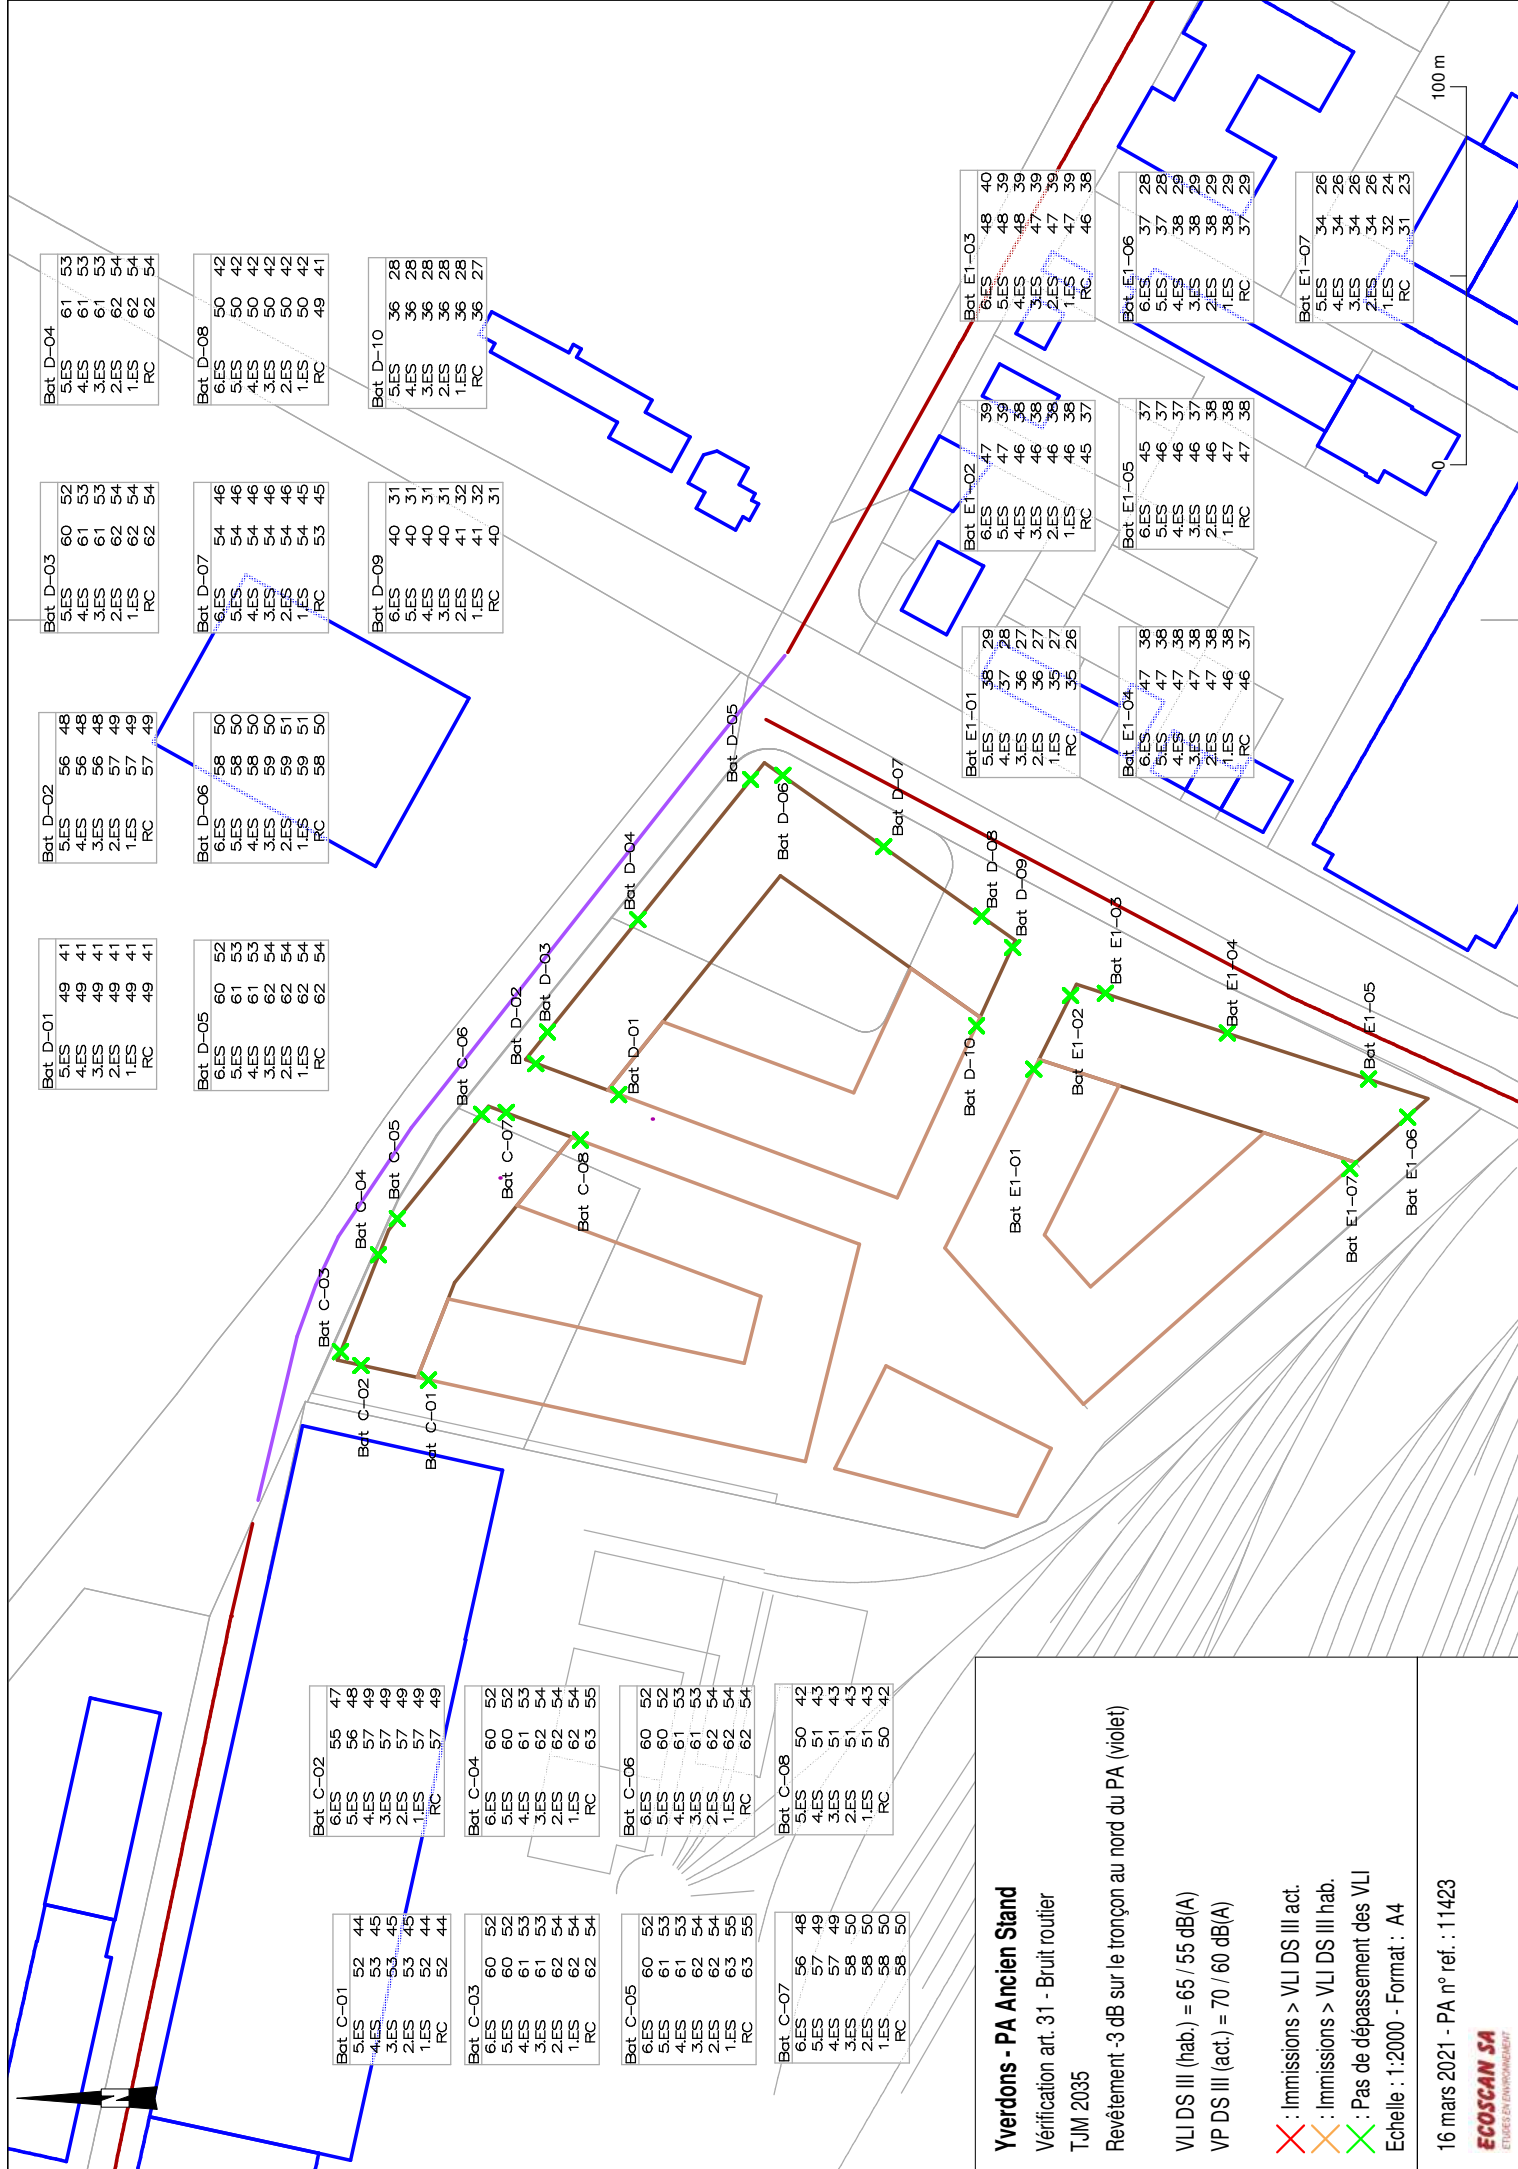 Bat D-01
5.ES 49 41
4.ES 49 41
3.ES 49 41
2.ES 49 41
1.ES 49 41
RC 49 41
Bat D-02
5.ES 56 48
4.ES 56 48
3.ES 56 48
2.ES 57 49
1.ES 57 49
RC 57 49
Bat D-03
5.ES 60 52
4.ES 61 53
3.ES 61 53
2.ES 62 54
1.ES 62 54
RC 62 54
Bat D-04
5.ES 61 53
4.ES 61 53
3.ES 61 53
2.ES 62 54
1.ES 62 54
RC 62 54
Bat D-05
6.ES 60 52
5.ES 61 53
4.ES 61 53
3.ES 62 54
2.ES 62 54
1.ES 62 54
RC 62 54
Bat D-06
6.ES 58 50
5.ES 58 50
4.ES 58 50
3.ES 59 50
2.ES 59 51
1.ES 59 51
RC 58 50
Bat D-07
6.ES 54 46
5.ES 54 46
4.ES 54 46
3.ES 54 46
2.ES 54 46
1.ES 54 45
RC 53 45
Bat D-08
6.ES 50 42
5.ES 50 42
4.ES 50 42
3.ES 50 42
2.ES 50 42
1.ES 50 42
RC 49 41
Bat D-09
6.ES 40 31
5.ES 40 31
4.ES 40 31
3.ES 40 31
2.ES 41 32
1.ES 41 32
RC 40 31
Bat D-10
5.ES 36 28
4.ES 36 28
3.ES 36 28
2.ES 36 28
1.ES 36 28
RC 36 27
Bat C-01
5.ES 52 44
4.ES 53 45
3.ES 53 45
2.ES 53 45
1.ES 52 44
RC 52 44
Bat C-02
6.ES 55 47
5.ES 56 48
4.ES 57 49
3.ES 57 49
2.ES 57 49
1.ES 57 49
RC 57 49
Bat C-03
6.ES 60 52
5.ES 60 52
4.ES 61 53
3.ES 61 53
2.ES 62 54
1.ES 62 54
RC 62 54
Bat C-04
6.ES 60 52
5.ES 60 52
4.ES 61 53
3.ES 62 54
2.ES 62 54
1.ES 62 54
RC 63 55
Bat C-05
6.ES 60 52
5.ES 61 53
4.ES 61 53
3.ES 62 54
2.ES 62 54
1.ES 63 55
RC 63 55
Bat C-06
6.ES 60 52
5.ES 60 52
4.ES 61 53
3.ES 61 53
2.ES 62 54
1.ES 62 54
RC 62 54
Bat C-07
6.ES 56 48
5.ES 57 49
4.ES 57 49
3.ES 58 50
2.ES 58 50
1.ES 58 50
RC 58 50
Bat C-08
5.ES 50 42
4.ES 51 43
3.ES 51 43
2.ES 51 43
1.ES 51 43
RC 50 42
Bat C-03
Bat C-04
Bat C-05
Bat C-02
Bat C-01
Bat C-06
Bat C-07
Bat C-08
Bat D-02
Bat D-03
Bat D-01
Bat D-04
Bat D-05
Bat D-06
Bat D-07
Bat D-08
Bat D-09
Bat D-10
Bat E1-01
Bat E1-02
Bat E1-03
Bat E1-04
Bat E1-05
Bat E1-06
Bat E1-07
Bat E1-01
5.ES 38 29
4.ES 37 28
3.ES 36 27
2.ES 36 27
1.ES 35 27
RC 35 26
Bat E1-02
6.ES 47 39
5.ES 47 39
4.ES 46 38
3.ES 46 38
2.ES 46 38
1.ES 46 38
RC 45 37
Bat E1-03
6.ES 48 40
5.ES 48 39
4.ES 48 39
3.ES 47 39
2.ES 47 39
1.ES 47 39
RC 46 38
Bat E1-04
6.ES 47 38
5.ES 47 38
4.ES 47 38
3.ES 47 38
2.ES 47 38
1.ES 46 38
RC 46 37
Bat E1-05
6.ES 45 37
5.ES 46 37
4.ES 46 37
3.ES 46 37
2.ES 46 38
1.ES 47 38
RC 47 38
Bat E1-06
6.ES 37 28
5.ES 37 28
4.ES 38 29
3.ES 38 29
2.ES 38 29
1.ES 38 29
RC 37 29
Bat E1-07
5.ES 34 26
4.ES 34 26
3.ES 34 26
2.ES 34 26
1.ES 32 24
RC 31 23
0 100 m
Yverdons - PA Ancien Stand
Vérification art. 31 - Bruit routier
TJM 2035
Revêtement -3 dB sur le tronçon au nord du PA (violet)
VLI DS III (hab.) = 65 / 55 dB(A)
VP DS III (act.) = 70 / 60 dB(A)
: Immissions > VLI DS III act.
: Immissions > VLI DS III hab.
: Pas de dépassement des VLI
Echelle : 1:2000 - Format : A4
16 mars 2021 - PA n° ref. : 11423
ECOSCAN SA
ETUDES EN ENVIRONNEMENT